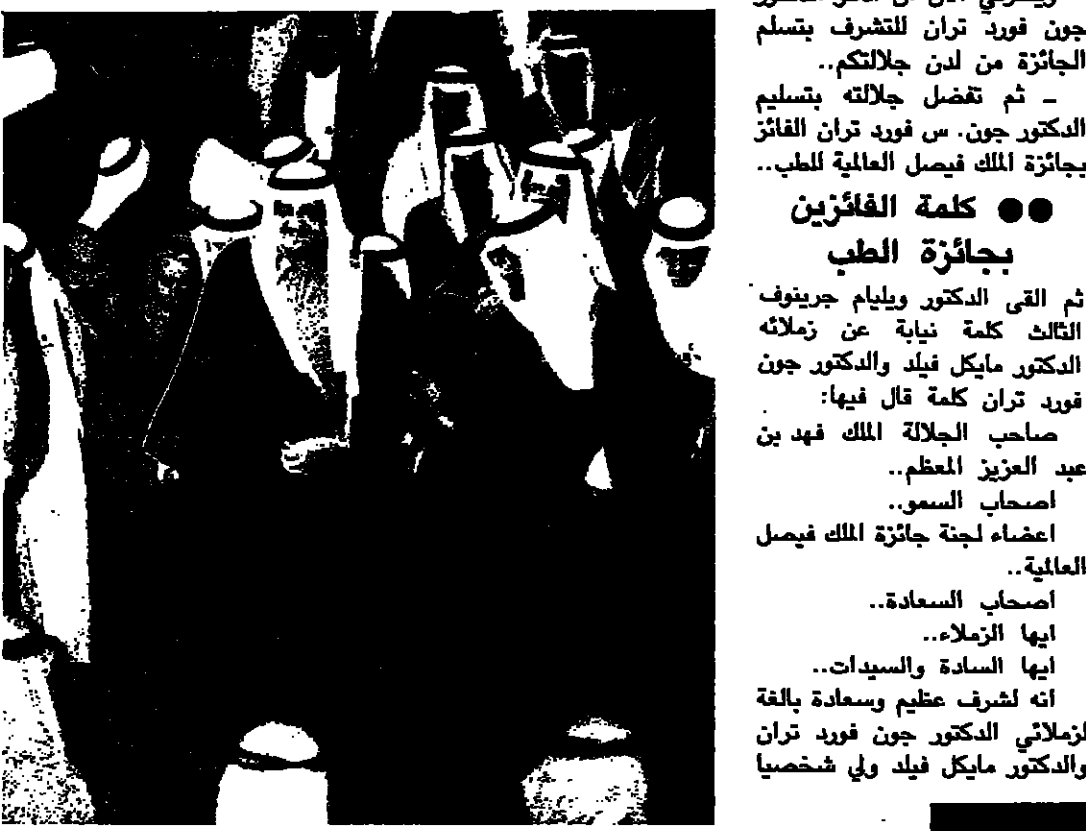 جون فورد تران للتشرف بتسلم
الجائزة من لدن جلالتكم..
ـ ثم تفضل جلالته بتسليم
الدكتور جون. س فورد تران الفائز
بجائزة الملك فيصل العالمية للطب..
●● كلمة الفائزين
بجائزة الطب
ثم القى الدكتور ويليام جرينوف
الثالث كلمة نيابة عن زملائه
الدكتور مايكل فيلد والدكتور جون
فورد تران كلمة قال فيها:
صاحب الجلالة الملك فهد بن
عبد العزيز المعظم..
اصحاب السمو..
اعضاء لجنة جائزة الملك فيصل
العالمية..
اصحاب السعادة..
ايها الزملاء..
ايها السادة والسيدات..
انه لشرف عظيم وسعادة بالغة
لزملائي الدكتور جون فورد تران
والدكتور مايكل فيلد ولي شخصيا